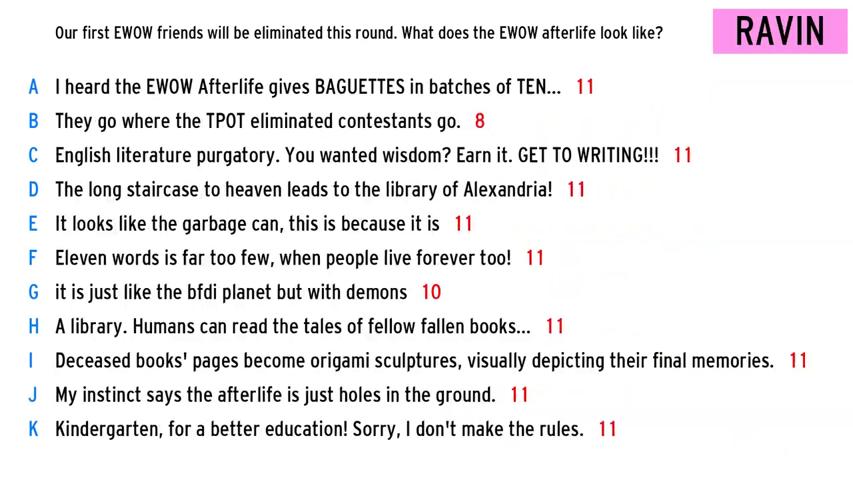 Our first EWOW friends will be eliminated this round. What does the EWOW afterlife look like?
RAVIN
A I heard the EWOW Afterlife gives BAGUETTES in batches of TEN... 11
B They go where the TPOT eliminated contestants go. 8
C English literature purgatory. You wanted wisdom? Earn it. GET TO WRITING!!! 11
D The long staircase to heaven leads to the library of Alexandria! 11
E It looks like the garbage can, this is because it is 11
F Eleven words is far too few, when people live forever too! 11
G it is just like the bfdi planet but with demons 10
H A library. Humans can read the tales of fellow fallen books... 11
I Deceased books' pages become origami sculptures, visually depicting their final memories. 11
J My instinct says the afterlife is just holes in the ground. 11
K Kindergarten, for a better education! Sorry, I don't make the rules. 11